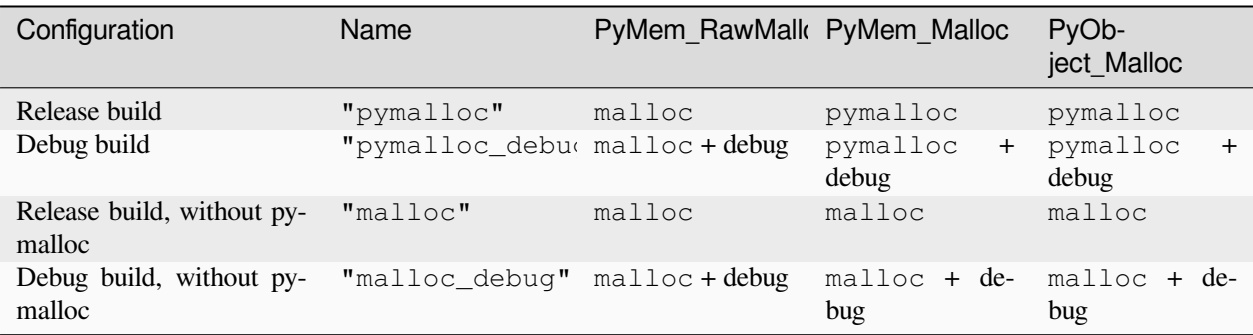 Configuration Name PyMem_RawMallo PyMem_Malloc PyOb-
ject_Malloc
Release build "pymalloc" malloc pymalloc pymalloc
Debug build "pymalloc_debug malloc + debug pymalloc + pymalloc +
debug debug
Release build, without py- "malloc" malloc malloc malloc
malloc
Debug build, without py- "malloc_debug" malloc + debug malloc + de- malloc + de-
malloc bug bug